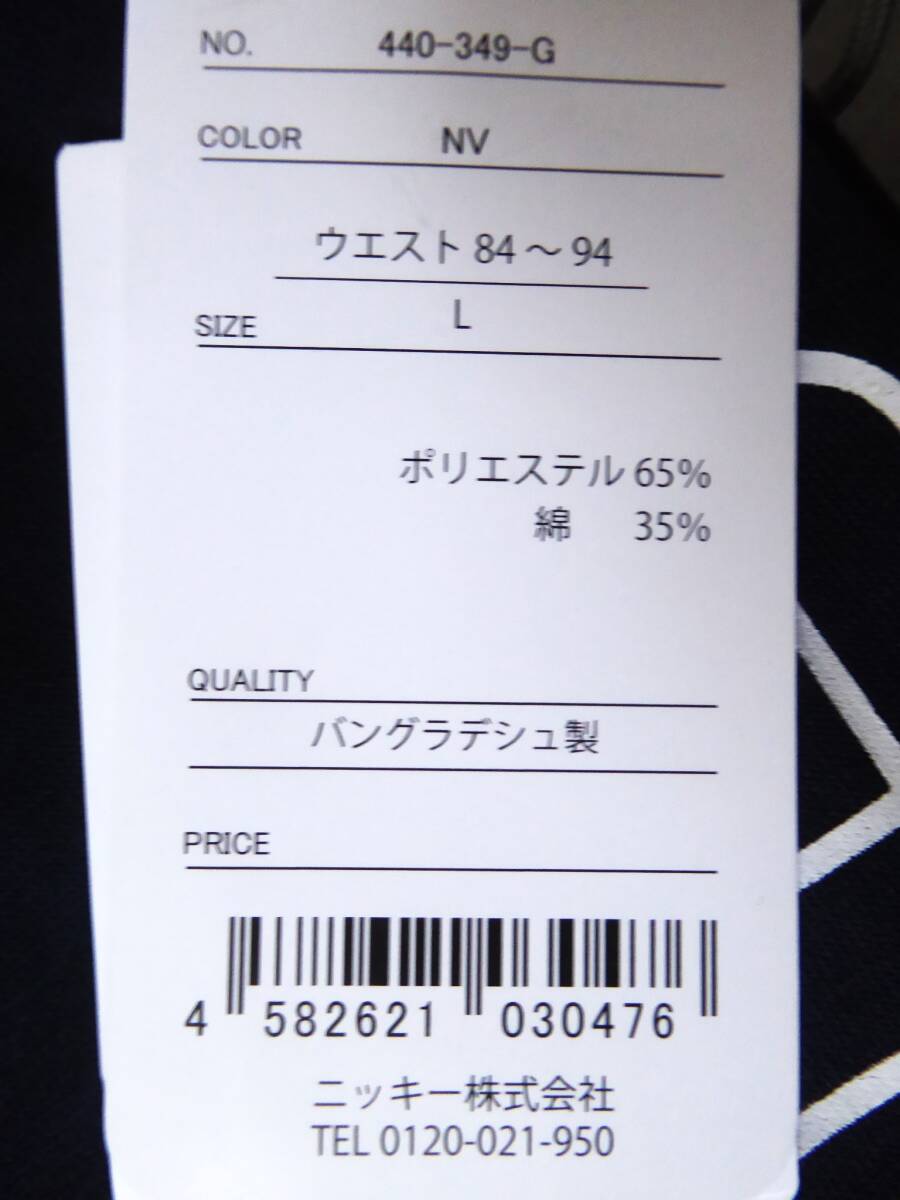 NO. 440-349-G
COLOR NV
ウエスト 84～94
SIZE L
ポリエステル 65%
綿 35%
QUALITY
バングラデシュ製
PRICE
4 582621 030476
ニッキー株式会社
TEL 0120-021-950